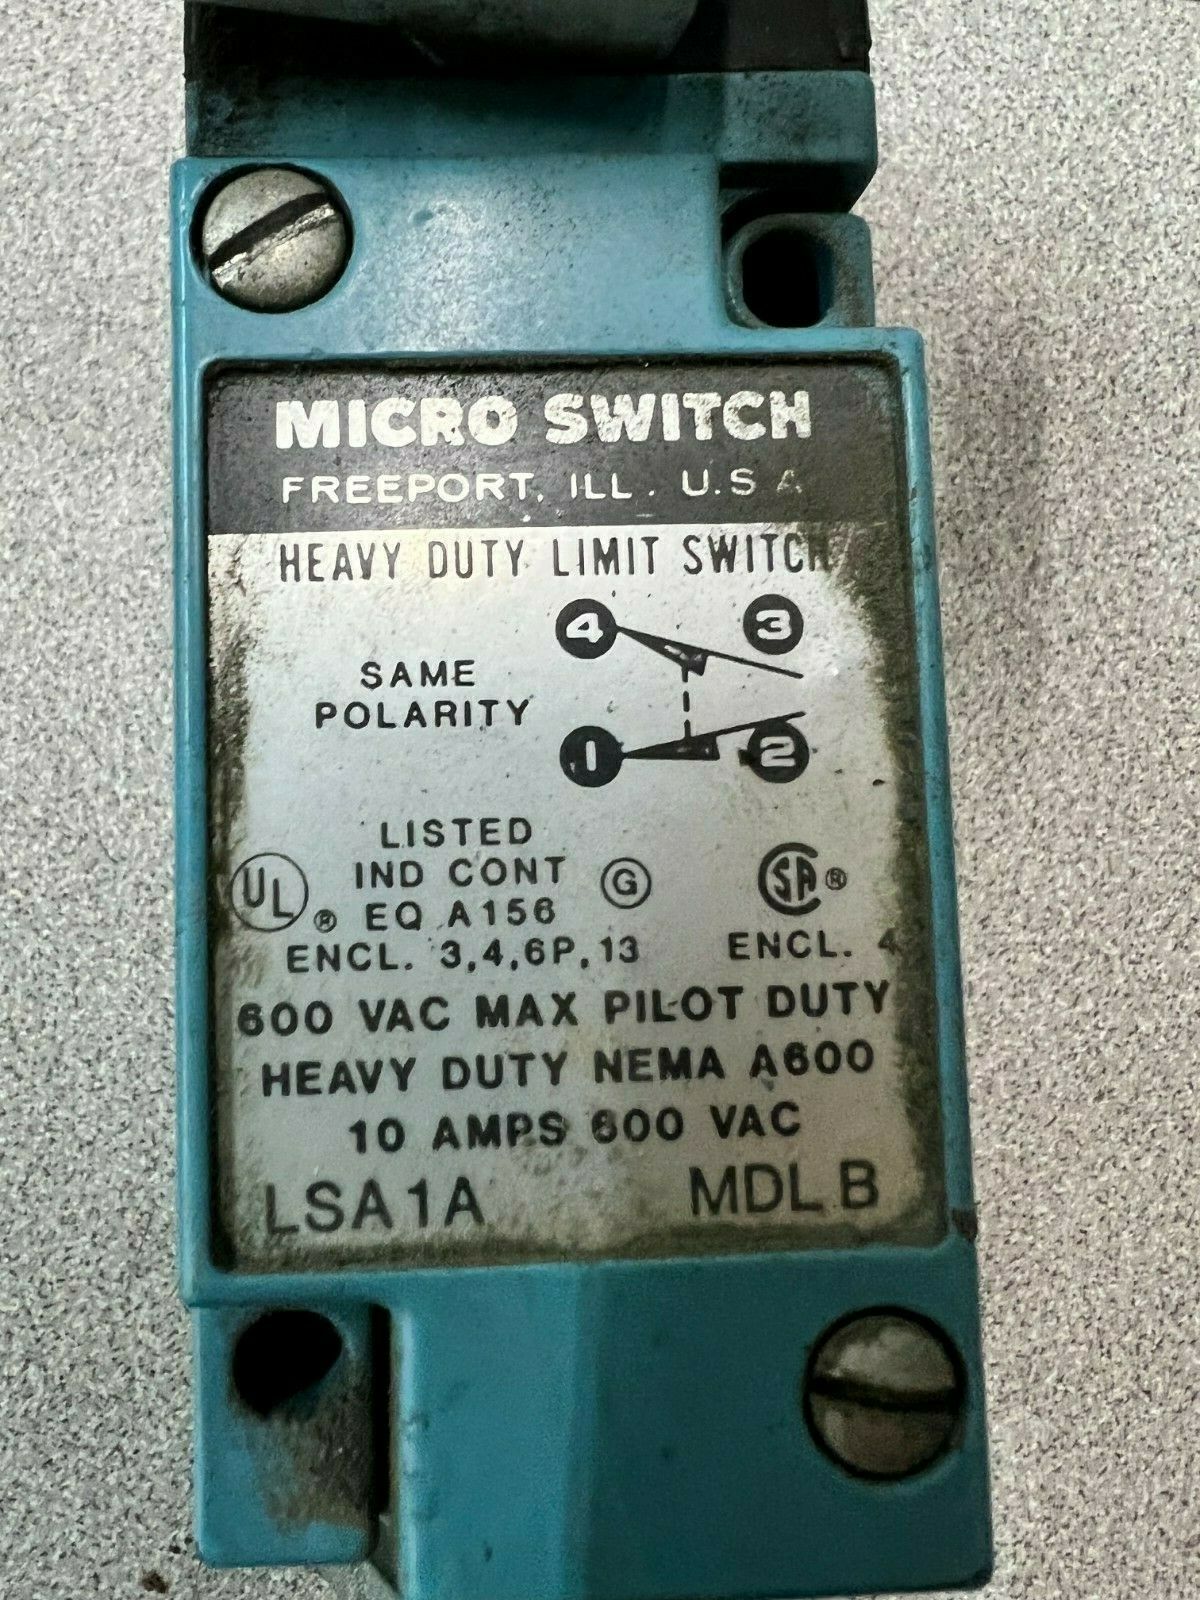 MICRO SWITCH
FREEPORT, ILL. U.S.A
HEAVY DUTY LIMIT SWITCH
4 3
SAME
POLARITY
1 2
LISTED
UL ® IND CONT G SA ®
EQ A156
ENCL. 3,4,6P,13 ENCL. 4
600 VAC MAX PILOT DUTY
HEAVY DUTY NEMA A600
10 AMPS 600 VAC
LSA1A MDL B